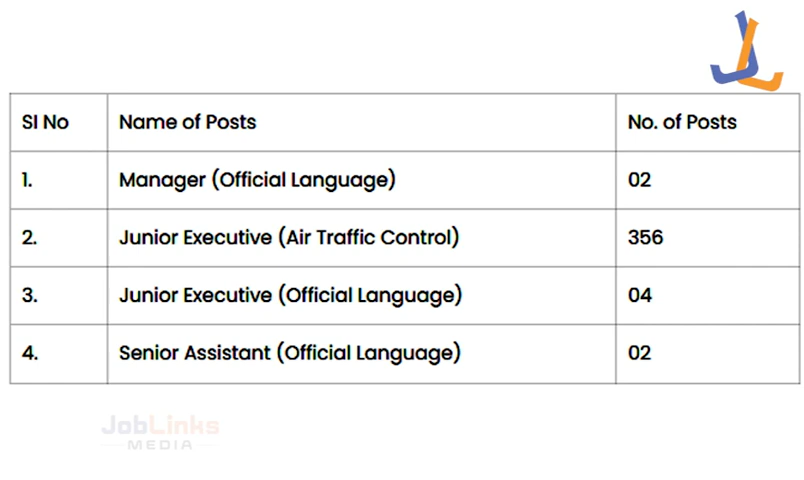 Sl No Name of Posts No. of Posts
1. Manager (Official Language) 02
2. Junior Executive (Air Traffic Control) 356
3. Junior Executive (Official Language) 04
4. Senior Assistant (Official Language) 02
JobLinks
MEDIA